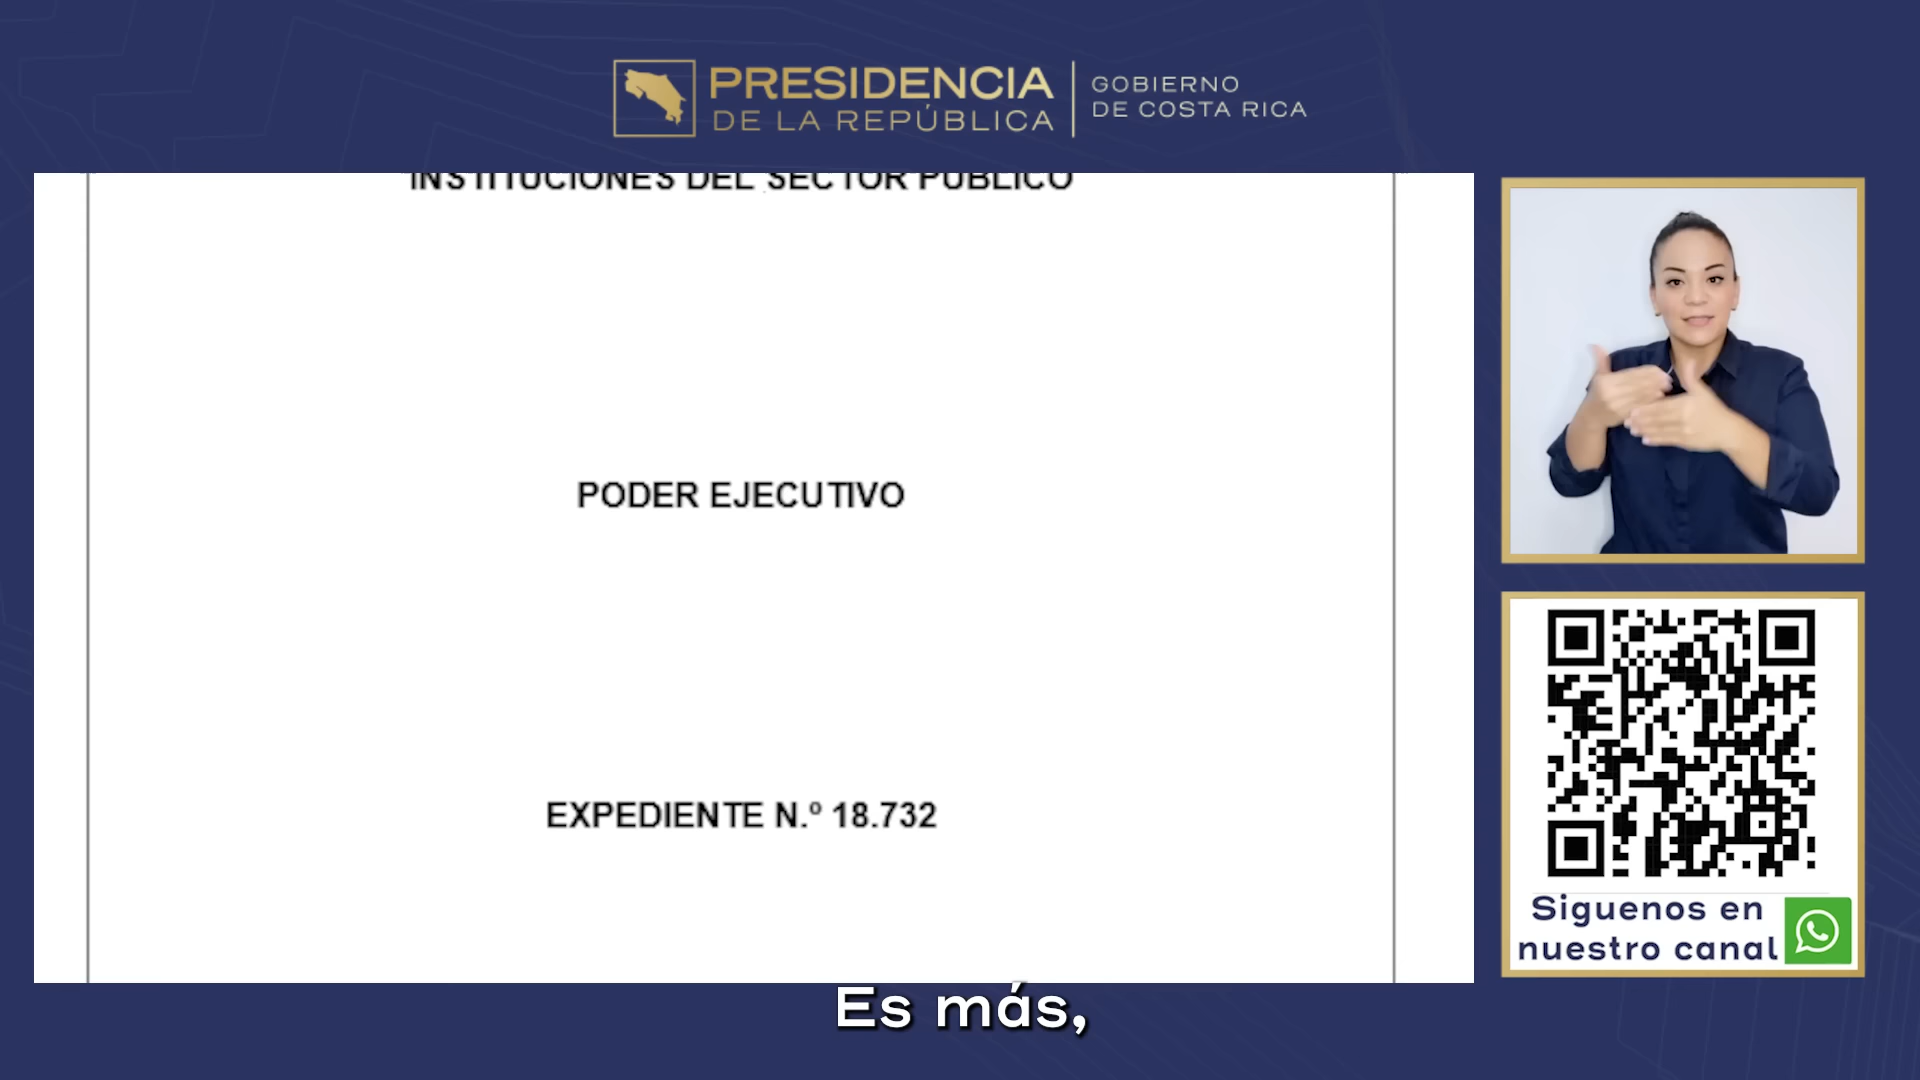 PRESIDENCIA
DE LA REPÚBLICA
GOBIERNO
DE COSTA RICA
INSTITUCIONES DEL SECTOR PÚBLICO
PODER EJECUTIVO
EXPEDIENTE N.º 18.732
Siguenos en
nuestro canal
Es más,